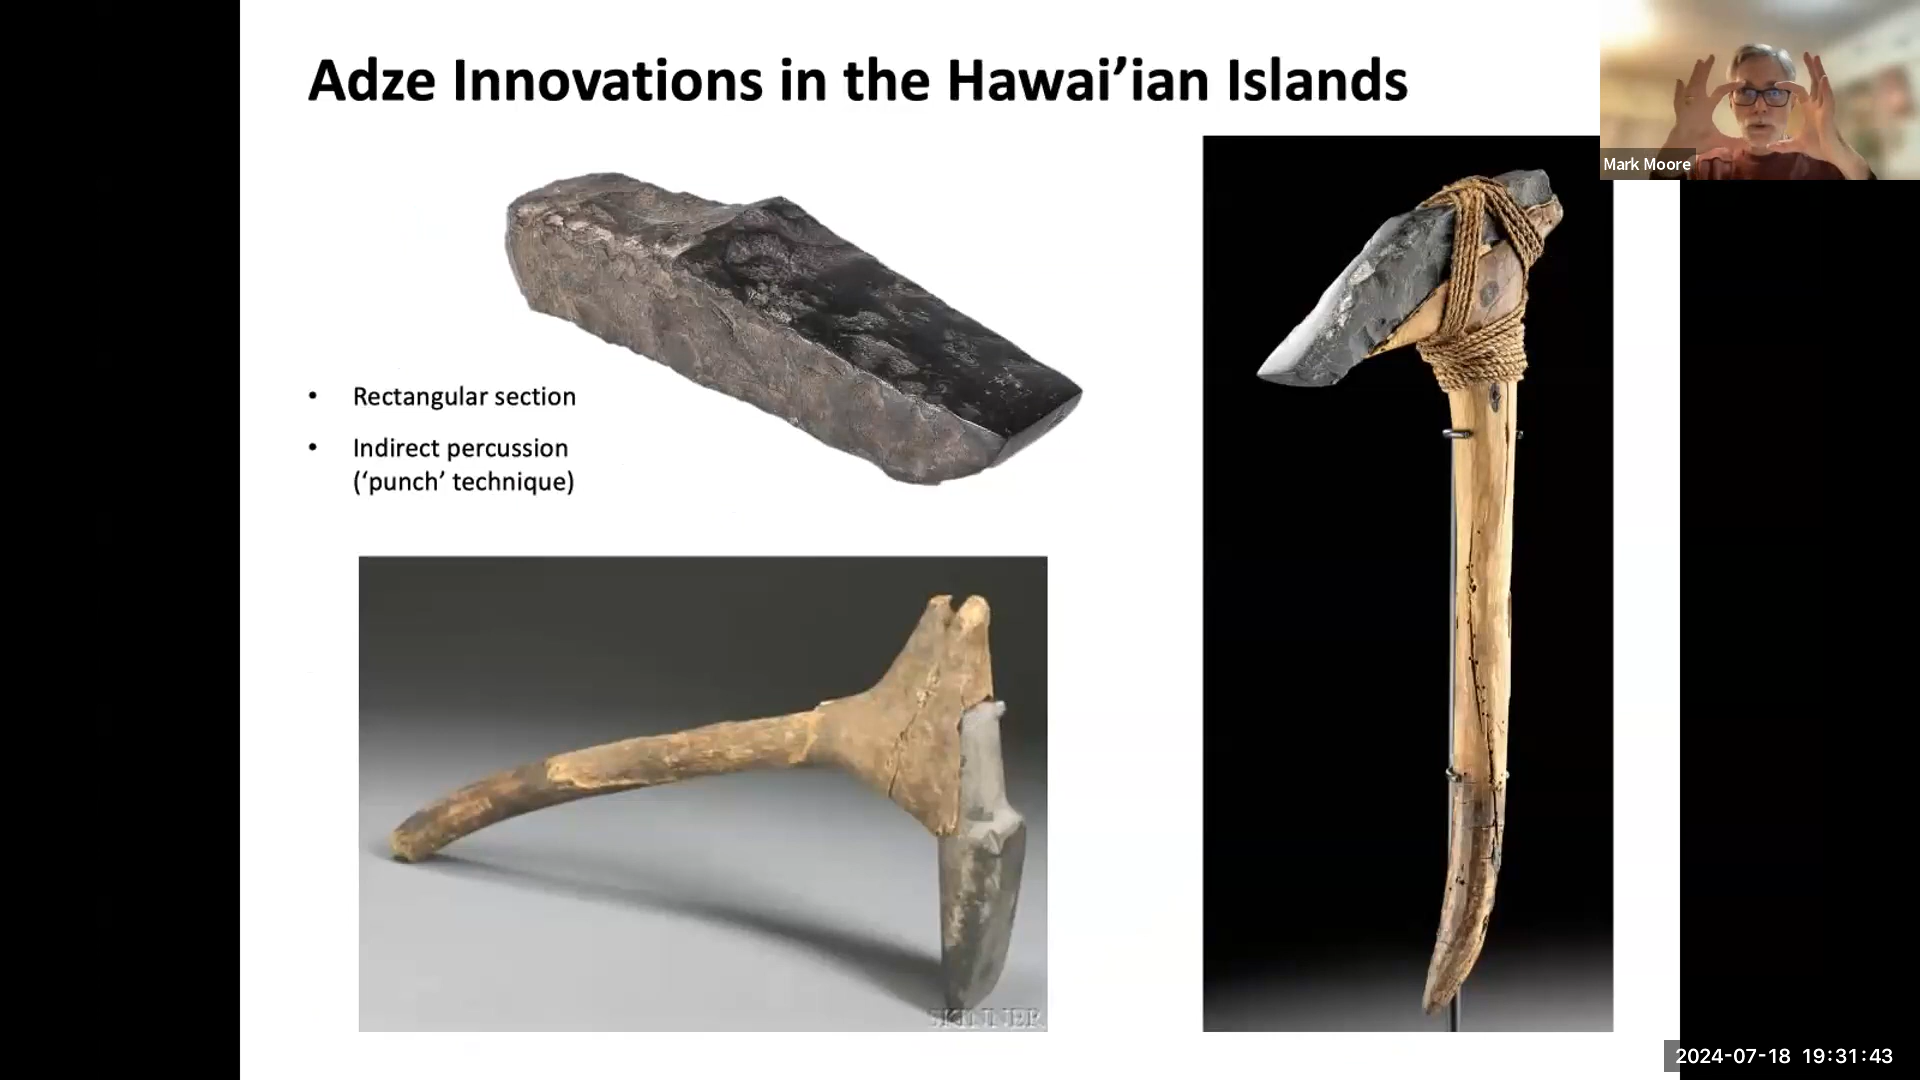 Adze Innovations in the Hawai’ian Islands
Mark Moore
• Rectangular section
• Indirect percussion
(‘punch’ technique)
SKINNER
2024-07-18 19:31:43